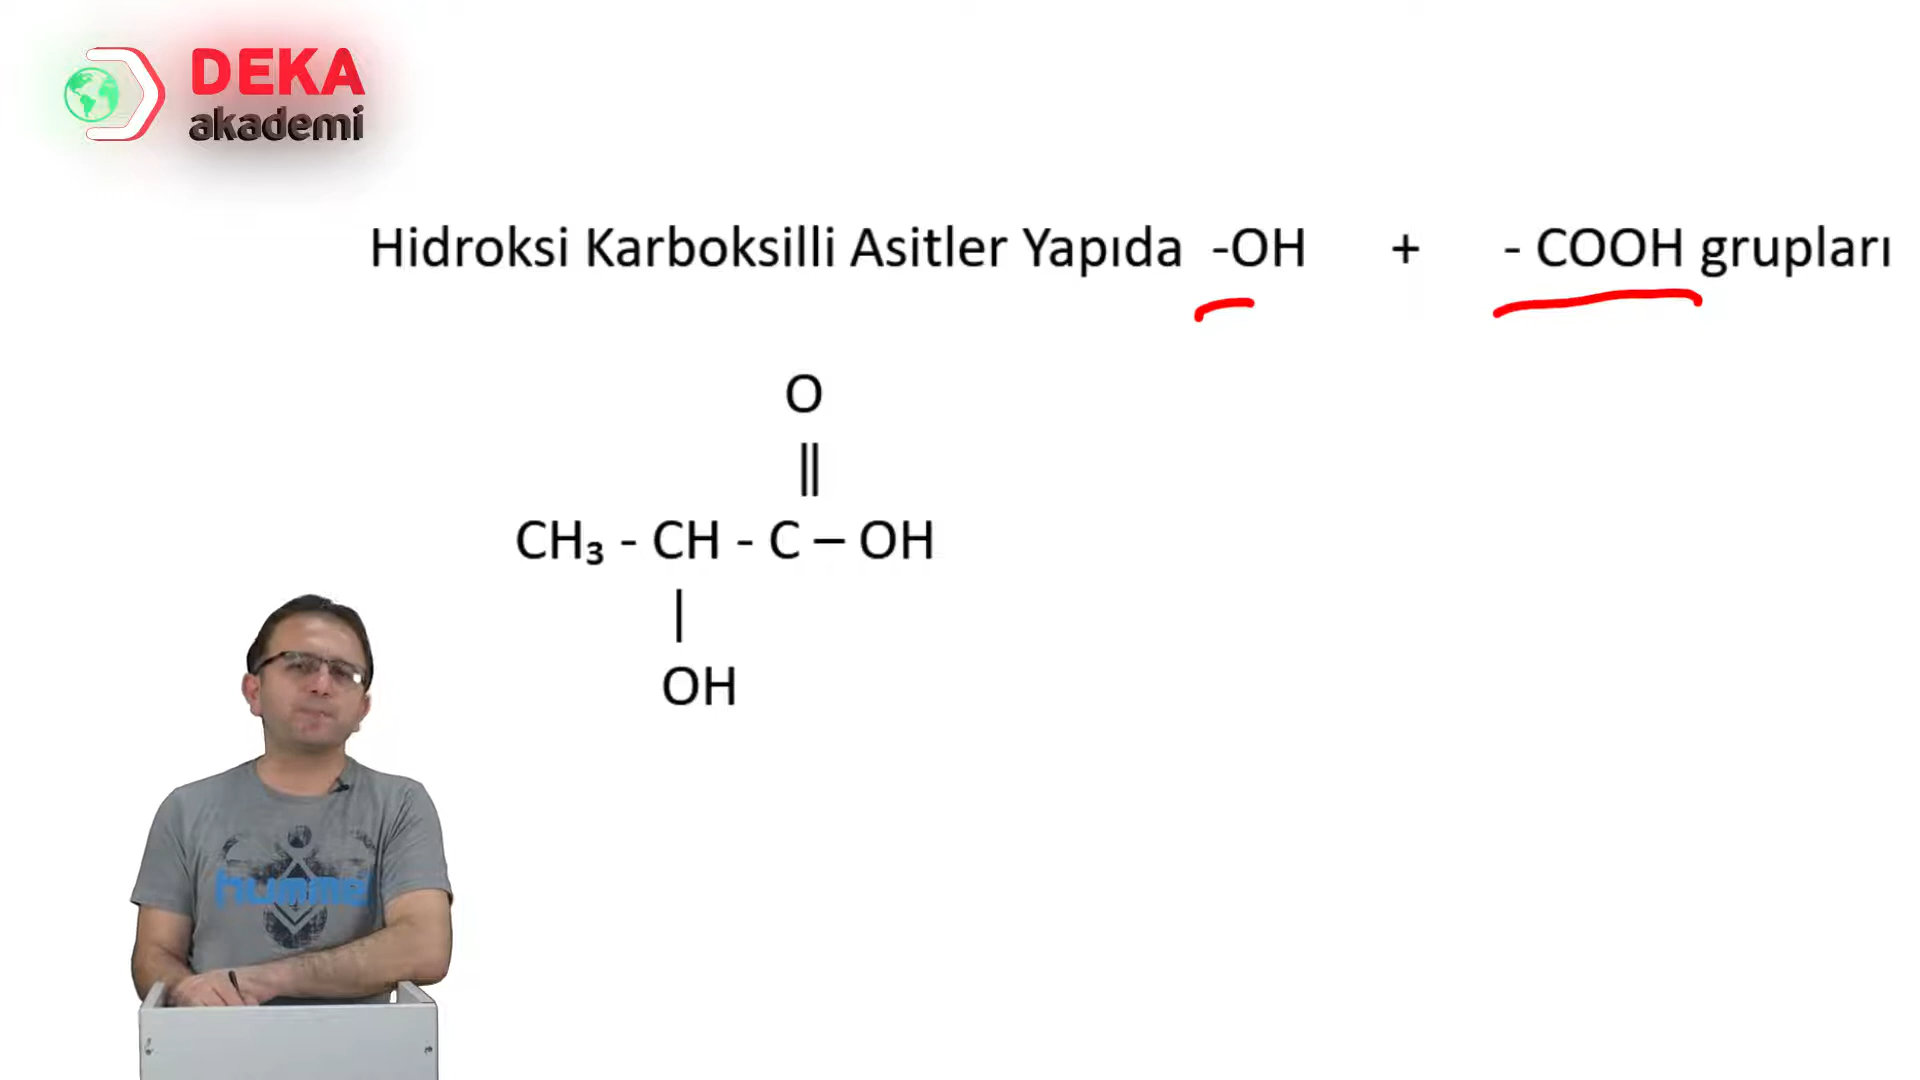 DEKA
akademi
Hidroksi Karboksilli Asitler Yapıda -OH + - COOH grupları
O
||
CH₃ - CH - C – OH
|
OH
hummel